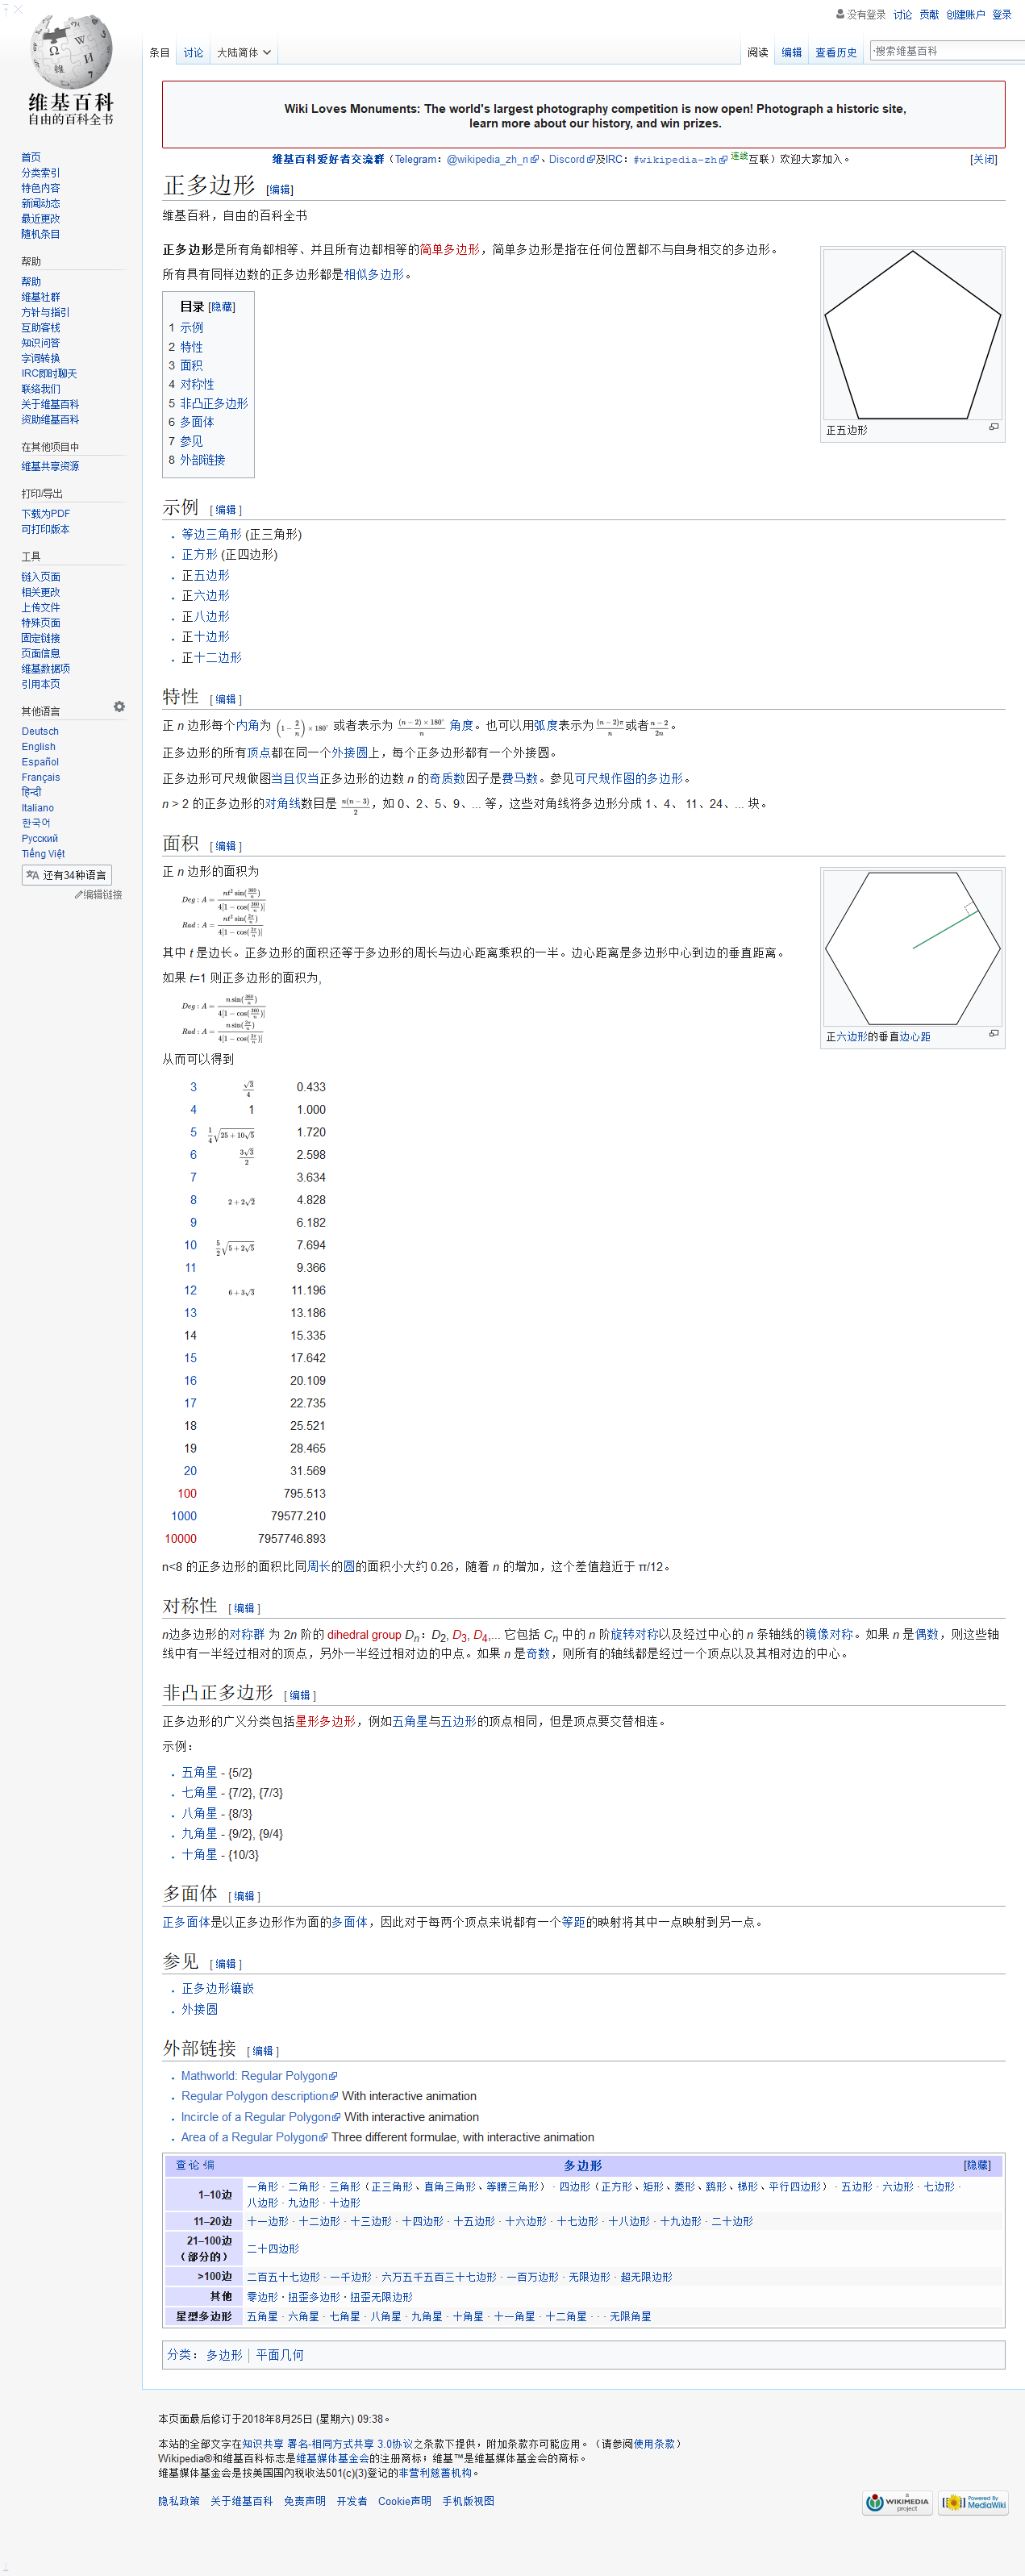 没有登录 讨论 贡献 创建账户 登录
条目 讨论 大陆简体 阅读 编辑 查看历史 搜索维基百科
维基百科
自由的百科全书
Wiki Loves Monuments: The world's largest photography competition is now open! Photograph a historic site,
learn more about our history, and win prizes.
维基百科爱好者交流群（Telegram：@wikipedia_zh_n、Discord及IRC：#wikipedia-zh 连线互联）欢迎大家加入。 [关闭]
首页
分类索引
特色内容
新闻动态
最近更改
随机条目
帮助
帮助
维基社群
方针与指引
互助客栈
知识问答
字词转换
IRC即时聊天
联络我们
关于维基百科
资助维基百科
在其他项目中
维基共享资源
打印/导出
下载为PDF
可打印版本
工具
链入页面
相关更改
上传文件
特殊页面
固定链接
页面信息
维基数据项
引用本页
其他语言
Deutsch
English
Español
Français
हिन्दी
Italiano
한국어
Русский
Tiếng Việt
还有34种语言
编辑链接
正多边形 [编辑]
维基百科，自由的百科全书
正多边形是所有角都相等、并且所有边都相等的简单多边形，简单多边形是指在任何位置都不与自身相交的多边形。
所有具有同样边数的正多边形都是相似多边形。
正五边形
目录 [隐藏]
1 示例
2 特性
3 面积
4 对称性
5 非凸正多边形
6 多面体
7 参见
8 外部链接
示例 [ 编辑 ]
等边三角形 (正三角形)
正方形 (正四边形)
正五边形
正六边形
正八边形
正十边形
正十二边形
特性 [ 编辑 ]
正 n 边形每个内角为 (1 − 2/n) × 180° 或者表示为 (n − 2) × 180°/n 角度。也可以用弧度表示为 (n−2)π/n 或者 n−2/2n。
正多边形的所有顶点都在同一个外接圆上，每个正多边形都有一个外接圆。
正多边形可尺规做图当且仅当正多边形的边数 n 的奇质数因子是费马数。参见可尺规作图的多边形。
n > 2 的正多边形的对角线数目是 n(n−3)/2，如 0、2、5、9、... 等，这些对角线将多边形分成 1、4、 11、24、... 块。
面积 [ 编辑 ]
正 n 边形的面积为
Deg : A = nt² sin(360/n) / 4[1 − cos(360/n)]
Rad : A = nt² sin(2π/n) / 4[1 − cos(2π/n)]
其中 t 是边长。正多边形的面积还等于多边形的周长与边心距离乘积的一半。边心距离是多边形中心到边的垂直距离。
如果 t=1 则正多边形的面积为,
Deg : A = n sin(360/n) / 4[1 − cos(360/n)]
Rad : A = n sin(2π/n) / 4[1 − cos(2π/n)]
正六边形的垂直边心距
从而可以得到
3 √3/4 0.433
4 1 1.000
5 1/4 √(25 + 10√5) 1.720
6 3√3/2 2.598
7 3.634
8 2 + 2√2 4.828
9 6.182
10 5/2 √(5 + 2√5) 7.694
11 9.366
12 6 + 3√3 11.196
13 13.186
14 15.335
15 17.642
16 20.109
17 22.735
18 25.521
19 28.465
20 31.569
100 795.513
1000 79577.210
10000 7957746.893
n<8 的正多边形的面积比同周长的圆的面积小大约 0.26，随着 n 的增加，这个差值趋近于 π/12。
对称性 [ 编辑 ]
n边多边形的对称群 为 2n 阶的 dihedral group Dn：D2, D3, D4,... 它包括 Cn 中的 n 阶旋转对称以及经过中心的 n 条轴线的镜像对称。如果 n 是偶数，则这些轴
线中有一半经过相对的顶点，另外一半经过相对边的中点。如果 n 是奇数，则所有的轴线都是经过一个顶点以及其相对边的中心。
非凸正多边形 [ 编辑 ]
正多边形的广义分类包括星形多边形，例如五角星与五边形的顶点相同，但是顶点要交替相连。
示例：
五角星 - {5/2}
七角星 - {7/2}, {7/3}
八角星 - {8/3}
九角星 - {9/2}, {9/4}
十角星 - {10/3}
多面体 [ 编辑 ]
正多面体是以正多边形作为面的多面体，因此对于每两个顶点来说都有一个等距的映射将其中一点映射到另一点。
参见 [ 编辑 ]
正多边形镶嵌
外接圆
外部链接 [ 编辑 ]
Mathworld: Regular Polygon
Regular Polygon description With interactive animation
Incircle of a Regular Polygon With interactive animation
Area of a Regular Polygon Three different formulae, with interactive animation
查·论·编 多边形 [隐藏]
1–10边 一角形 · 二角形 · 三角形（正三角形、直角三角形、等腰三角形） · 四边形（正方形、矩形、菱形、鹞形、梯形、平行四边形） · 五边形 · 六边形 · 七边形 ·
八边形 · 九边形 · 十边形
11–20边 十一边形 · 十二边形 · 十三边形 · 十四边形 · 十五边形 · 十六边形 · 十七边形 · 十八边形 · 十九边形 · 二十边形
21–100边
（部分的） 二十四边形
>100边 二百五十七边形 · 一千边形 · 六万五千五百三十七边形 · 一百万边形 · 无限边形 · 超无限边形
其他 零边形 · 扭歪多边形 · 扭歪无限边形
星型多边形 五角星 · 六角星 · 七角星 · 八角星 · 九角星 · 十角星 · 十一角星 · 十二角星 · · · 无限角星
分类： 多边形 | 平面几何
本页面最后修订于2018年8月25日 (星期六) 09:38。
本站的全部文字在知识共享 署名-相同方式共享 3.0协议之条款下提供，附加条款亦可能应用。（请参阅使用条款）
Wikipedia®和维基百科标志是维基媒体基金会的注册商标；维基™是维基媒体基金会的商标。
维基媒体基金会是按美国国內税收法501(c)(3)登记的非营利慈善机构。
隐私政策 关于维基百科 免责声明 开发者 Cookie声明 手机版视图
a WIKIMEDIA project
Powered By MediaWiki